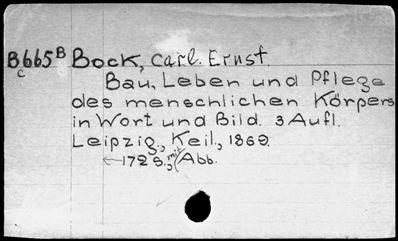 B665B Bock, Carl. Ernst.
c
Bau, Leben und Pflege
des menschlichen Körpers
in Wort und Bild. 3 Aufl.
Leipzig., Keil., 1869.
172 S., mit Abb.